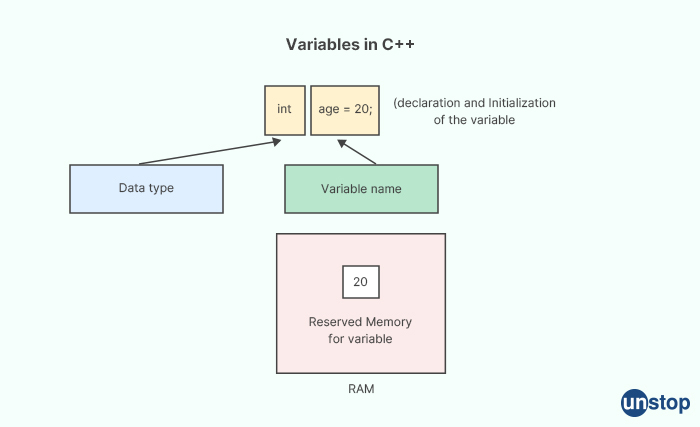 Variables in C++
int
age = 20;
(declaration and Initialization
of the variable
Data type
Variable name
20
Reserved Memory
for variable
RAM
unstop